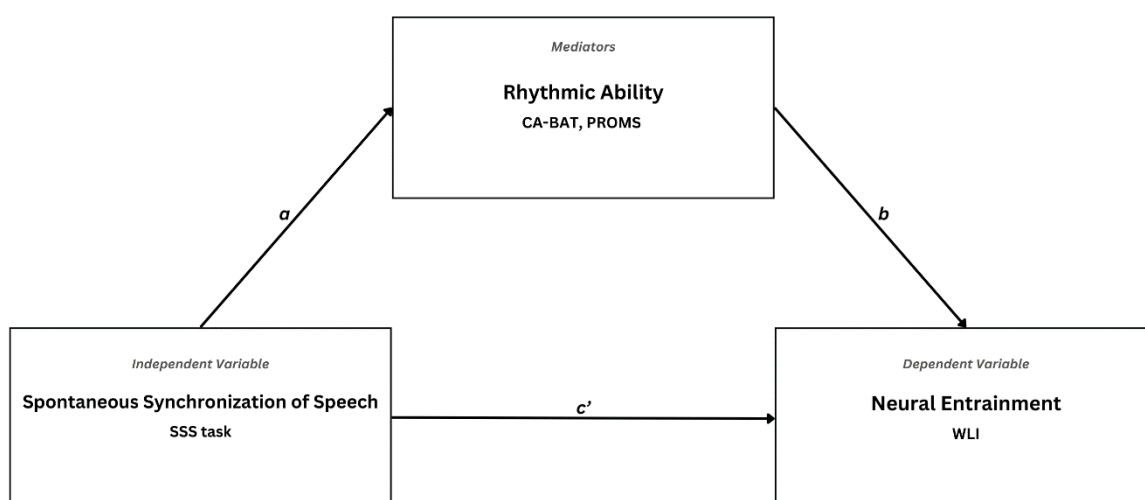 Mediators
Rhythmic Ability
CA-BAT, PROMS
a
b
Independent Variable
Spontaneous Synchronization of Speech
SSS task
c’
Dependent Variable
Neural Entrainment
WLI